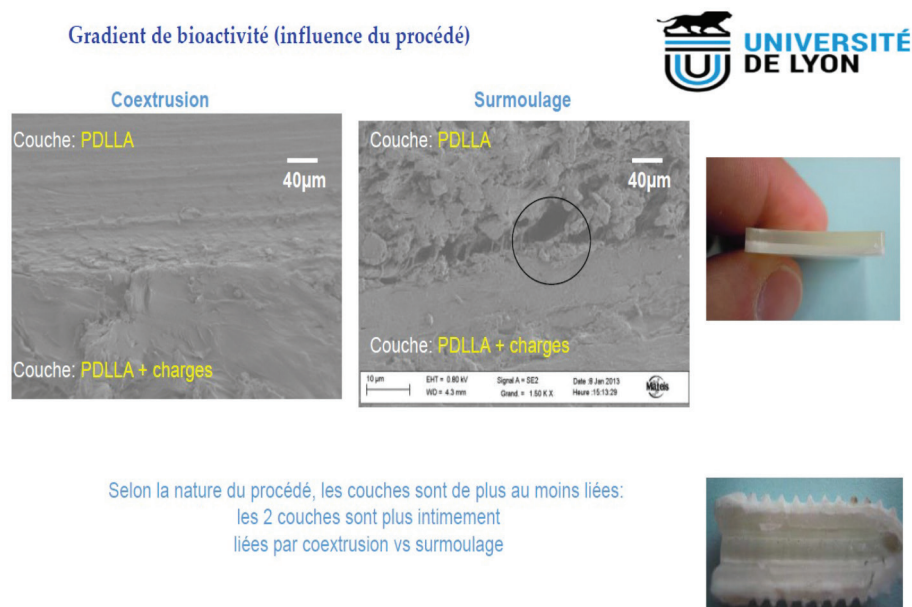 Gradient de bioactivité (influence du procédé)
UNIVERSITÉ
DE LYON
Coextrusion
Surmoulage
Couche: PDLLA
40µm
Couche: PDLLA + charges
Couche: PDLLA
40µm
Couche: PDLLA + charges
10 µm
EHT = 0.80 kV
WD = 4.3 mm
Signal A = SE2
Grand. = 1.50 K X
Date :8 Jan 2013
Heure :15:13:29
Mateis
Selon la nature du procédé, les couches sont de plus au moins liées:
les 2 couches sont plus intimement
liées par coextrusion vs surmoulage